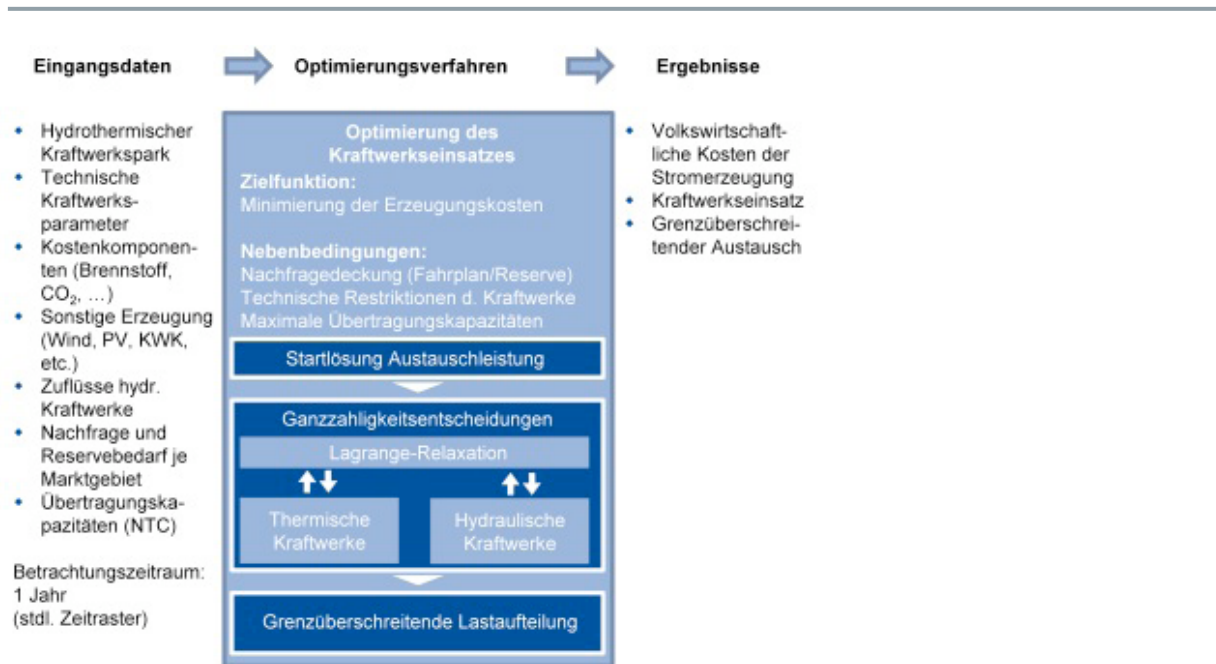 Eingangsdaten
Optimierungsverfahren
Ergebnisse
Hydrothermischer
Kraftwerkspark
Technische
Kraftwerks-
parameter
Kostenkomponen-
ten (Brennstoff,
CO₂, ...)
Sonstige Erzeugung
(Wind, PV, KWK,
etc.)
Zuflüsse hydr.
Kraftwerke
Nachfrage und
Reservebedarf je
Marktgebiet
Übertragungska-
pazitäten (NTC)
Betrachtungszeitraum:
1 Jahr
(stdl. Zeitraster)
Optimierung des
Kraftwerkseinsatzes
Zielfunktion:
Minimierung der Erzeugungskosten
Nebenbedingungen:
Nachfragedeckung (Fahrplan/Reserve)
Technische Restriktionen d. Kraftwerke
Maximale Übertragungskapazitäten
Startlösung Austauschleistung
Ganzzahligkeitsentscheidungen
Lagrange-Relaxation
Thermische
Kraftwerke
Hydraulische
Kraftwerke
Grenzüberschreitende Lastaufteilung
Volkswirtschaft-
liche Kosten der
Stromerzeugung
Kraftwerkseinsatz
Grenzüberschrei-
tender Austausch